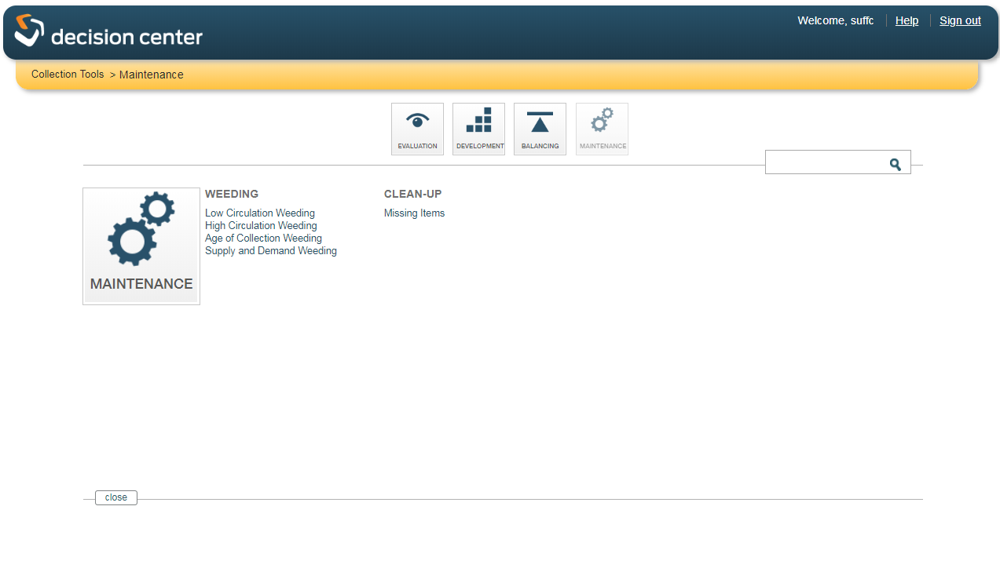 decision center
Welcome, suffc
Help
Sign out
Collection Tools > Maintenance
EVALUATION
DEVELOPMENT
BALANCING
MAINTENANCE
MAINTENANCE
WEEDING
Low Circulation Weeding
High Circulation Weeding
Age of Collection Weeding
Supply and Demand Weeding
CLEAN-UP
Missing Items
close